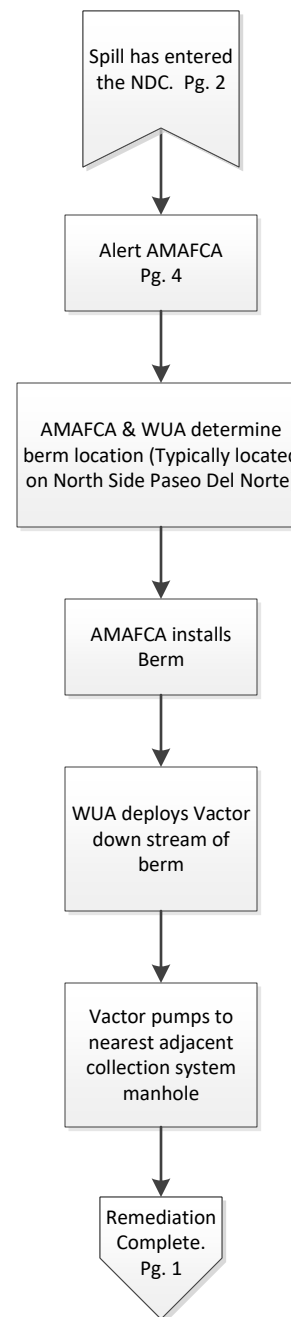 Spill has entered
the NDC.  Pg. 2
Alert AMAFCA
Pg. 4
AMAFCA & WUA determine
berm location (Typically located
on North Side Paseo Del Norte
AMAFCA installs
Berm
WUA deploys Vactor
down stream of
berm
Vactor pumps to
nearest adjacent
collection system
manhole
Remediation
Complete.
Pg. 1